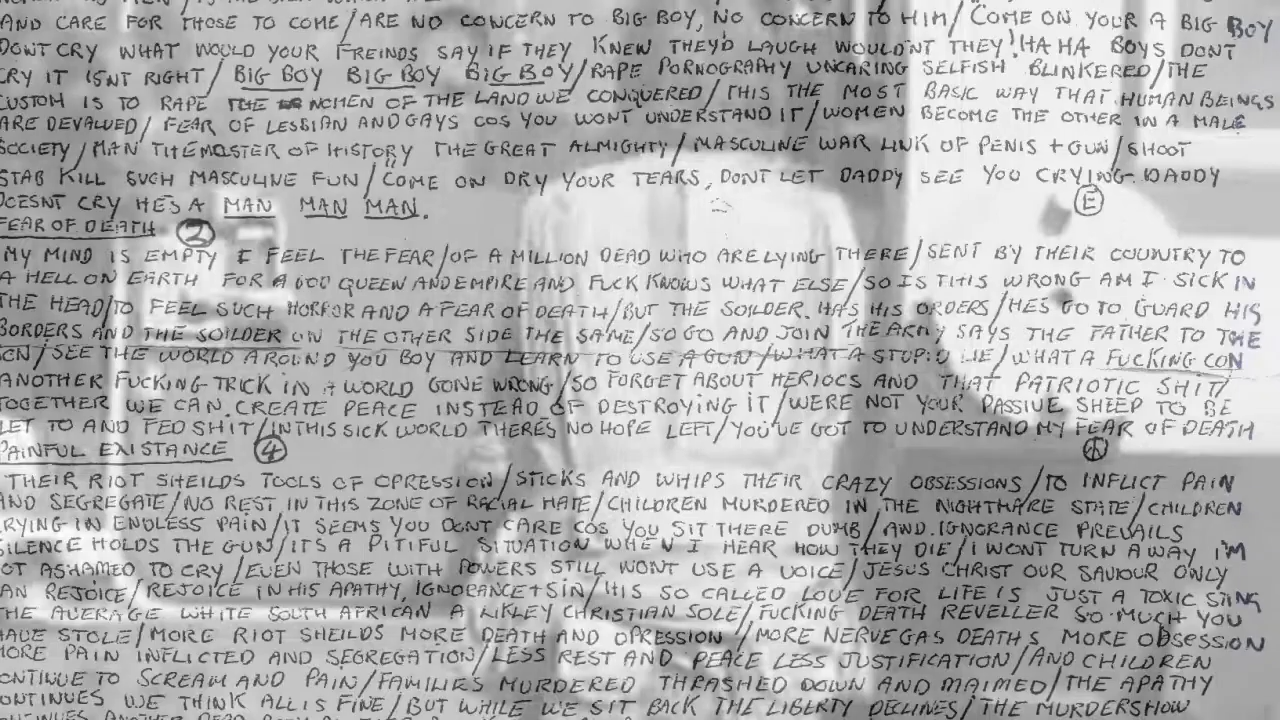 AND CARE FOR THOSE TO COME/ARE NO CONCERN TO BIG BOY, NO CONCERN TO HIM/COME ON YOUR A BIG BOY
DONT CRY WHAT WOULD YOUR FREINDS SAY IF THEY KNEW THEY'D LAUGH WOULDN'T THEY! HA HA BOYS DONT
CRY IT ISNT RIGHT/BIG BOY BIG BOY BIG BOY/RAPE PORNOGRAPHY UNCARING SELFISH BLINKERED/THE
CUSTOM IS TO RAPE THE WOMEN OF THE LAND WE CONQUERED/THIS THE MOST BASIC WAY THAT HUMAN BEINGS
ARE DEVALUED/FEAR OF LESBIAN AND GAYS COS YOU WONT UNDERSTAND IT/WOMEN BECOME THE OTHER IN A MALE
SOCIETY/MAN THE MASTER OF HISTORY THE GREAT ALMIGHTY/MASCULINE WAR LINK OF PENIS + GUN/SHOOT
STAB KILL SUCH MASCULINE FUN/"COME ON DRY YOUR TEARS, DONT LET DADDY SEE YOU CRYING. DADDY
DOESNT CRY HE'S A MAN MAN MAN.
E
FEAR OF DEATH 2
MY MIND IS EMPTY I FEEL THE FEAR/OF A MILLION DEAD WHO ARE LYING THERE/SENT BY THEIR COUNTRY TO
A HELL ON EARTH FOR A GOD QUEEN AND EMPIRE AND FUCK KNOWS WHAT ELSE/SO IS THIS WRONG AM I SICK IN
THE HEAD/TO FEEL SUCH HORROR AND A FEAR OF DEATH/BUT THE SOILDER HAS HIS ORDERS/HE'S GO TO GUARD HIS
BORDERS AND THE SOILDER ON THE OTHER SIDE THE SAME/SO GO AND JOIN THE ARMY SAYS THE FATHER TO THE
SON/SEE THE WORLD AROUND YOU BOY AND LEARN TO USE A GUN/WHAT A STUPID LIE/WHAT A FUCKING CON
ANOTHER FUCKING TRICK IN A WORLD GONE WRONG/SO FORGET ABOUT HERIOCS AND THAT PATRIOTIC SHIT/
TOGETHER WE CAN CREATE PEACE INSTEAD OF DESTROYING IT/WERE NOT YOUR PASSIVE SHEEP TO BE
LET TO AND FED SHIT/IN THIS SICK WORLD THERES NO HOPE LEFT/YOU'VE GOT TO UNDERSTAND MY FEAR OF DEATH
PAINFUL EXISTANCE 4
THEIR RIOT SHEILDS TOOLS OF OPRESSION/STICKS AND WHIPS THEIR CRAZY OBSESSIONS/TO INFLICT PAIN
AND SEGREGATE/NO REST IN THIS ZONE OF RACIAL HATE/CHILDREN MURDERED IN THE NIGHTMARE STATE/CHILDREN
CRYING IN ENDLESS PAIN/IT SEEMS YOU DONT CARE COS YOU SIT THERE DUMB/AND IGNORANCE PREVAILS
SILENCE HOLDS THE GUN/ITS A PITIFUL SITUATION WHEN I HEAR HOW THEY DIE/I WONT TURN AWAY I'M
NOT ASHAMED TO CRY/EVEN THOSE WITH POWERS STILL WONT USE A VOICE/JESUS CHRIST OUR SAVIOUR ONLY
CAN REJOICE/REJOICE IN HIS APATHY, IGNORANCE + SIN/HIS SO CALLED LOVE FOR LIFE IS JUST A TOXIC STING
THE AVERAGE WHITE SOUTH AFRICAN A LIKLEY CHRISTIAN SOLE/FUCKING DEATH REVELLER SO MUCH YOU
HAVE STOLE/MORE RIOT SHEILDS MORE DEATH AND OPRESSION/MORE NERVE GAS DEATHS MORE OBSESSION
MORE PAIN INFLICTED AND SEGREGATION/LESS REST AND PEACE LESS JUSTIFICATION/AND CHILDREN
CONTINUE TO SCREAM AND PAIN/FAMILIES MURDERED THRASHED DOWN AND MAIMED/THE APATHY
CONTINUES WE THINK ALL IS FINE/BUT WHILE WE SIT BACK THE LIBERTY DECLINES/THE MURDERSHOW